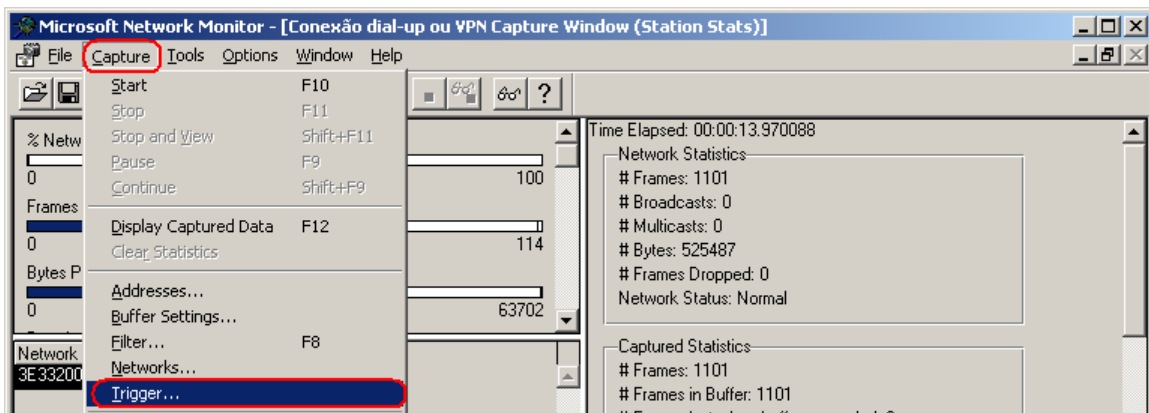 Microsoft Network Monitor - [Conexão dial-up ou VPN Capture Window (Station Stats)]
File Capture Tools Options Window Help
Start F10
Stop F11
Stop and View Shift+F11
Pause F9
Continue Shift+F9
Display Captured Data F12
Clear Statistics
Addresses...
Buffer Settings...
Filter... F8
Networks...
Trigger...
?
% Netw
0 100
Frames
0 114
Bytes P
0 63702
Network
3E33200
Time Elapsed: 00:00:13.970088
Network Statistics
# Frames: 1101
# Broadcasts: 0
# Multicasts: 0
# Bytes: 525487
# Frames Dropped: 0
Network Status: Normal
Captured Statistics
# Frames: 1101
# Frames in Buffer: 1101